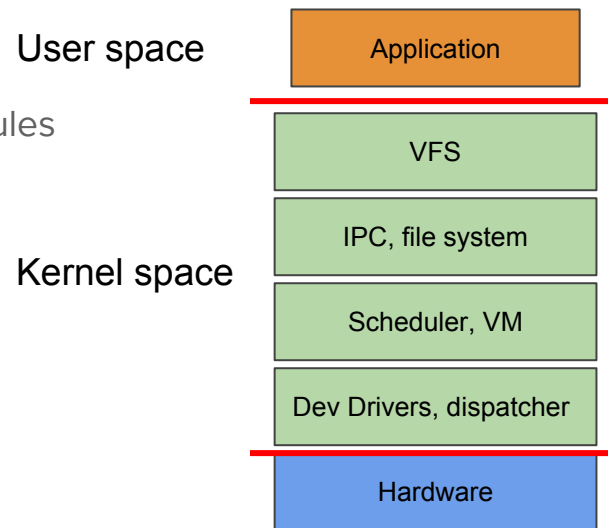 User space
Application
ules
VFS
IPC, file system
Kernel space
Scheduler, VM
Dev Drivers, dispatcher
Hardware